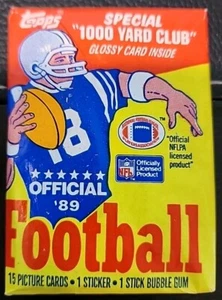 Topps
SPECIAL
"1000 YARD CLUB"
GLOSSY CARD INSIDE
18
"Official
NFLPA
licensed
product"
NFL
Officially
Licensed
Product
OFFICIAL
'89
Football
15 PICTURE CARDS • 1 STICKER • 1 STICK BUBBLE GUM